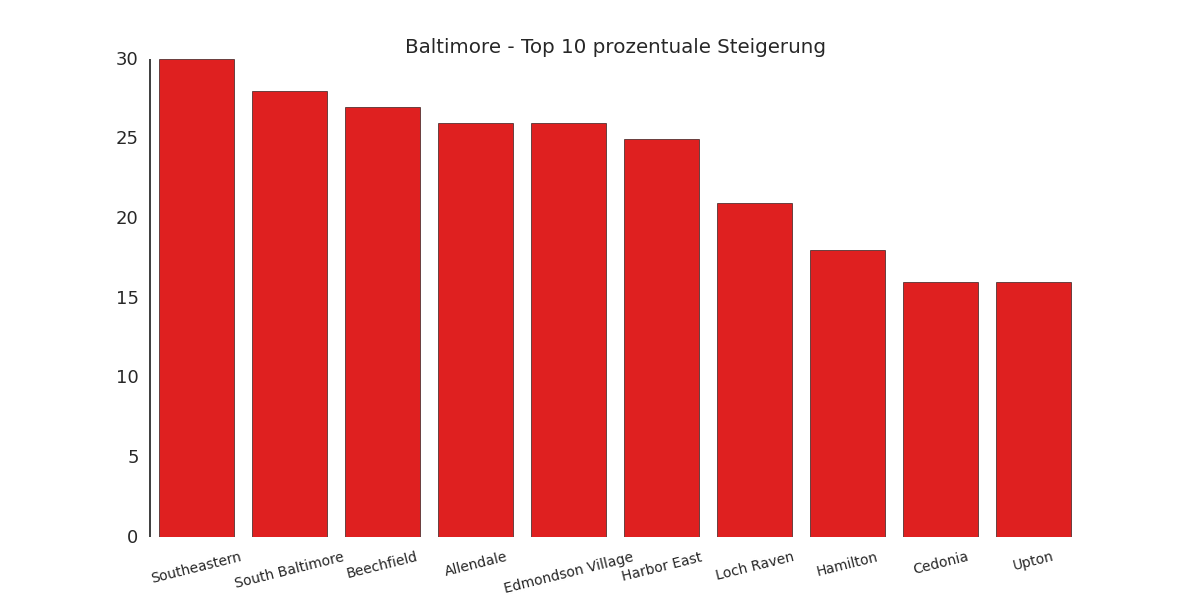 Baltimore - Top 10 prozentuale Steigerung
30
25
20
15
10
5
0
Southeastern
South Baltimore
Beechfield
Allendale
Edmondson Village
Harbor East
Loch Raven
Hamilton
Cedonia
Upton